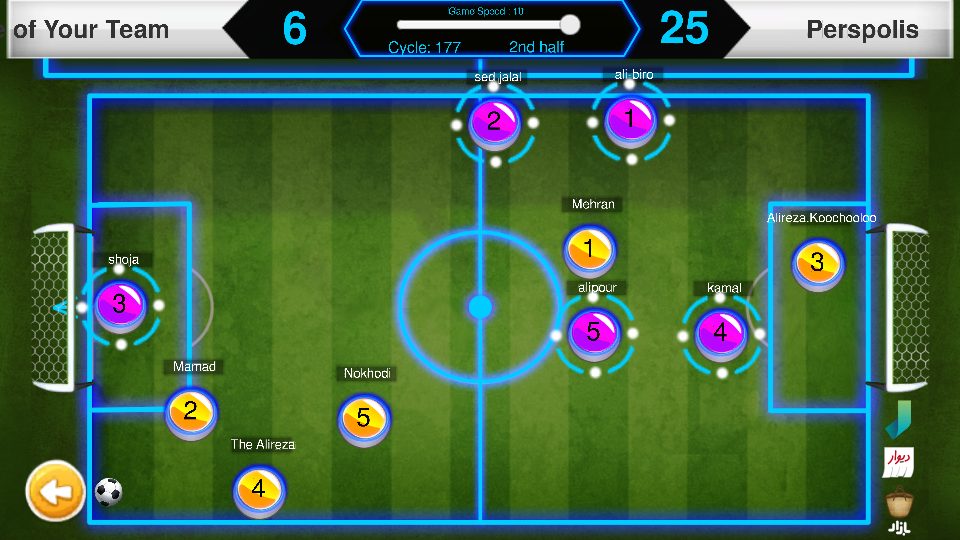 of Your Team
6
Game Speed : 10
Cycle: 177
2nd half
25
Perspolis
sed.jalal
2
ali-biro
1
Mehran
1
Alireza.Koochooloo
3
shoja
3
alipour
5
kamal
4
Mamad
2
Nokhodi
5
The Alireza
4
دیوار
بازار